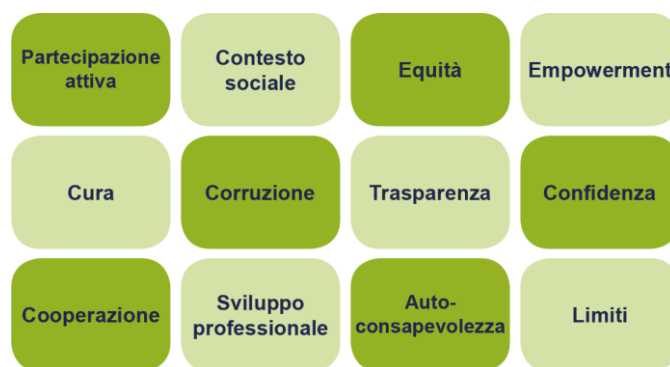 Partecipazione
attiva
Contesto
sociale
Equità
Empowerment
Cura
Corruzione
Trasparenza
Confidenza
Cooperazione
Sviluppo
professionale
Auto-
consapevolezza
Limiti